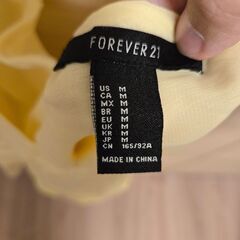 FOREVER 21
US M
CA M
MX M
BR M
EU M
UK M
KR M
JP M
CN 165/92A
MADE IN CHINA